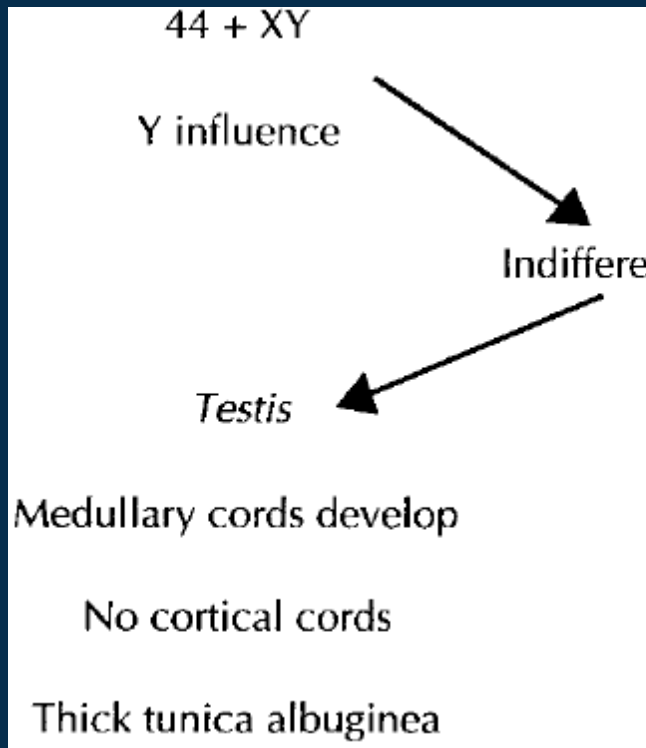 44 + XY
Y influence
Indiffere
Testis
Medullary cords develop
No cortical cords
Thick tunica albuginea